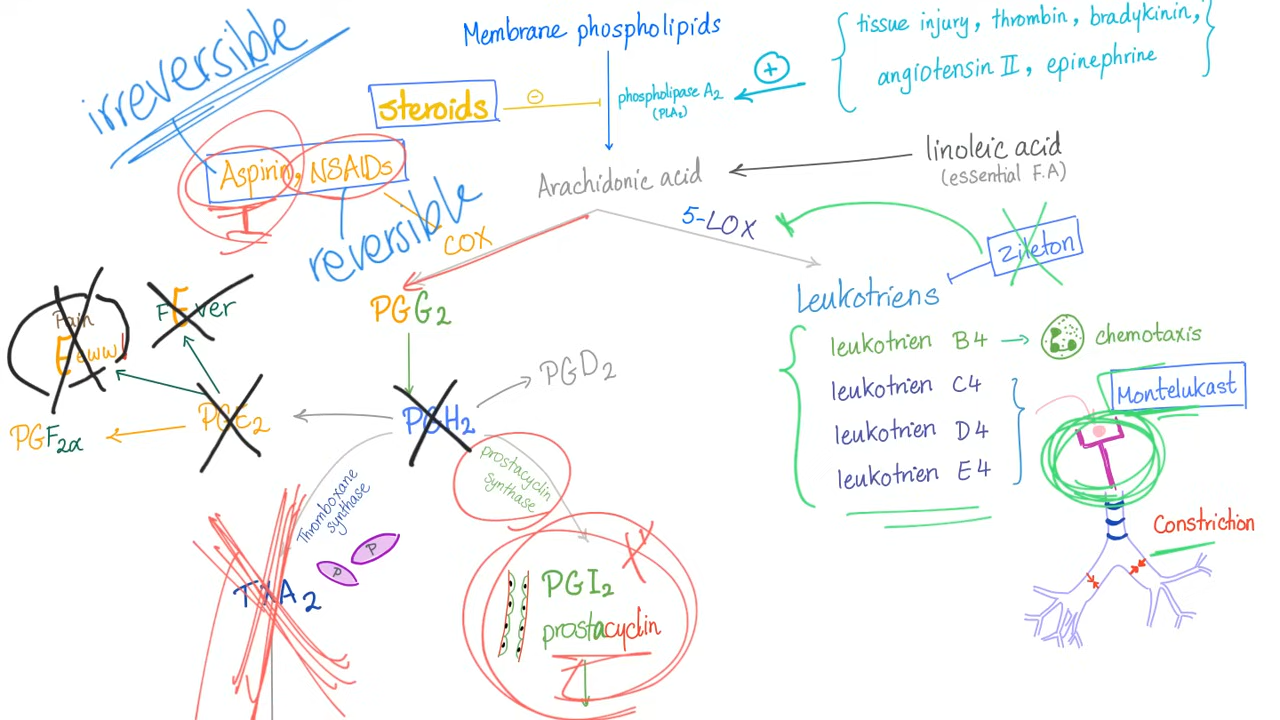 irreversible
Membrane phospholipids
tissue injury, thrombin, bradykinin,
angiotensin II, epinephrine
steroids
phospholipase A2
(PLA2)
+
Aspirin, NSAIDs
reversible
COX
Arachidonic acid
linoleic acid
(essential F.A)
5-LOX
Zileton
Leukotriens
PGG2
Pain
Eeww!
FEver
leukotrien B4
chemotaxis
leukotrien C4
leukotrien D4
leukotrien E4
Montelukast
PGD2
PGH2
PGE2
PGF2α
prostacyclin
synthase
Thromboxane
synthase
P
P
TXA2
PGI2
prostacyclin
Constriction